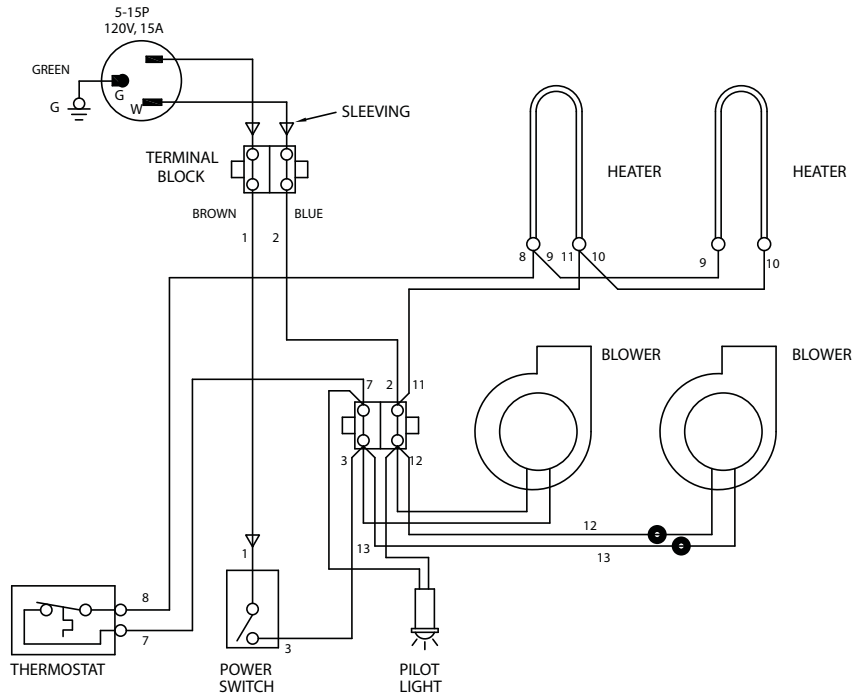 5-15P
120V, 15A
GREEN
G
G
W
SLEEVING
TERMINAL
BLOCK
HEATER
HEATER
BROWN
BLUE
1
2
8
9
11
10
9
10
BLOWER
BLOWER
7
2
11
3
12
12
13
13
1
8
7
3
THERMOSTAT
POWER
SWITCH
PILOT
LIGHT